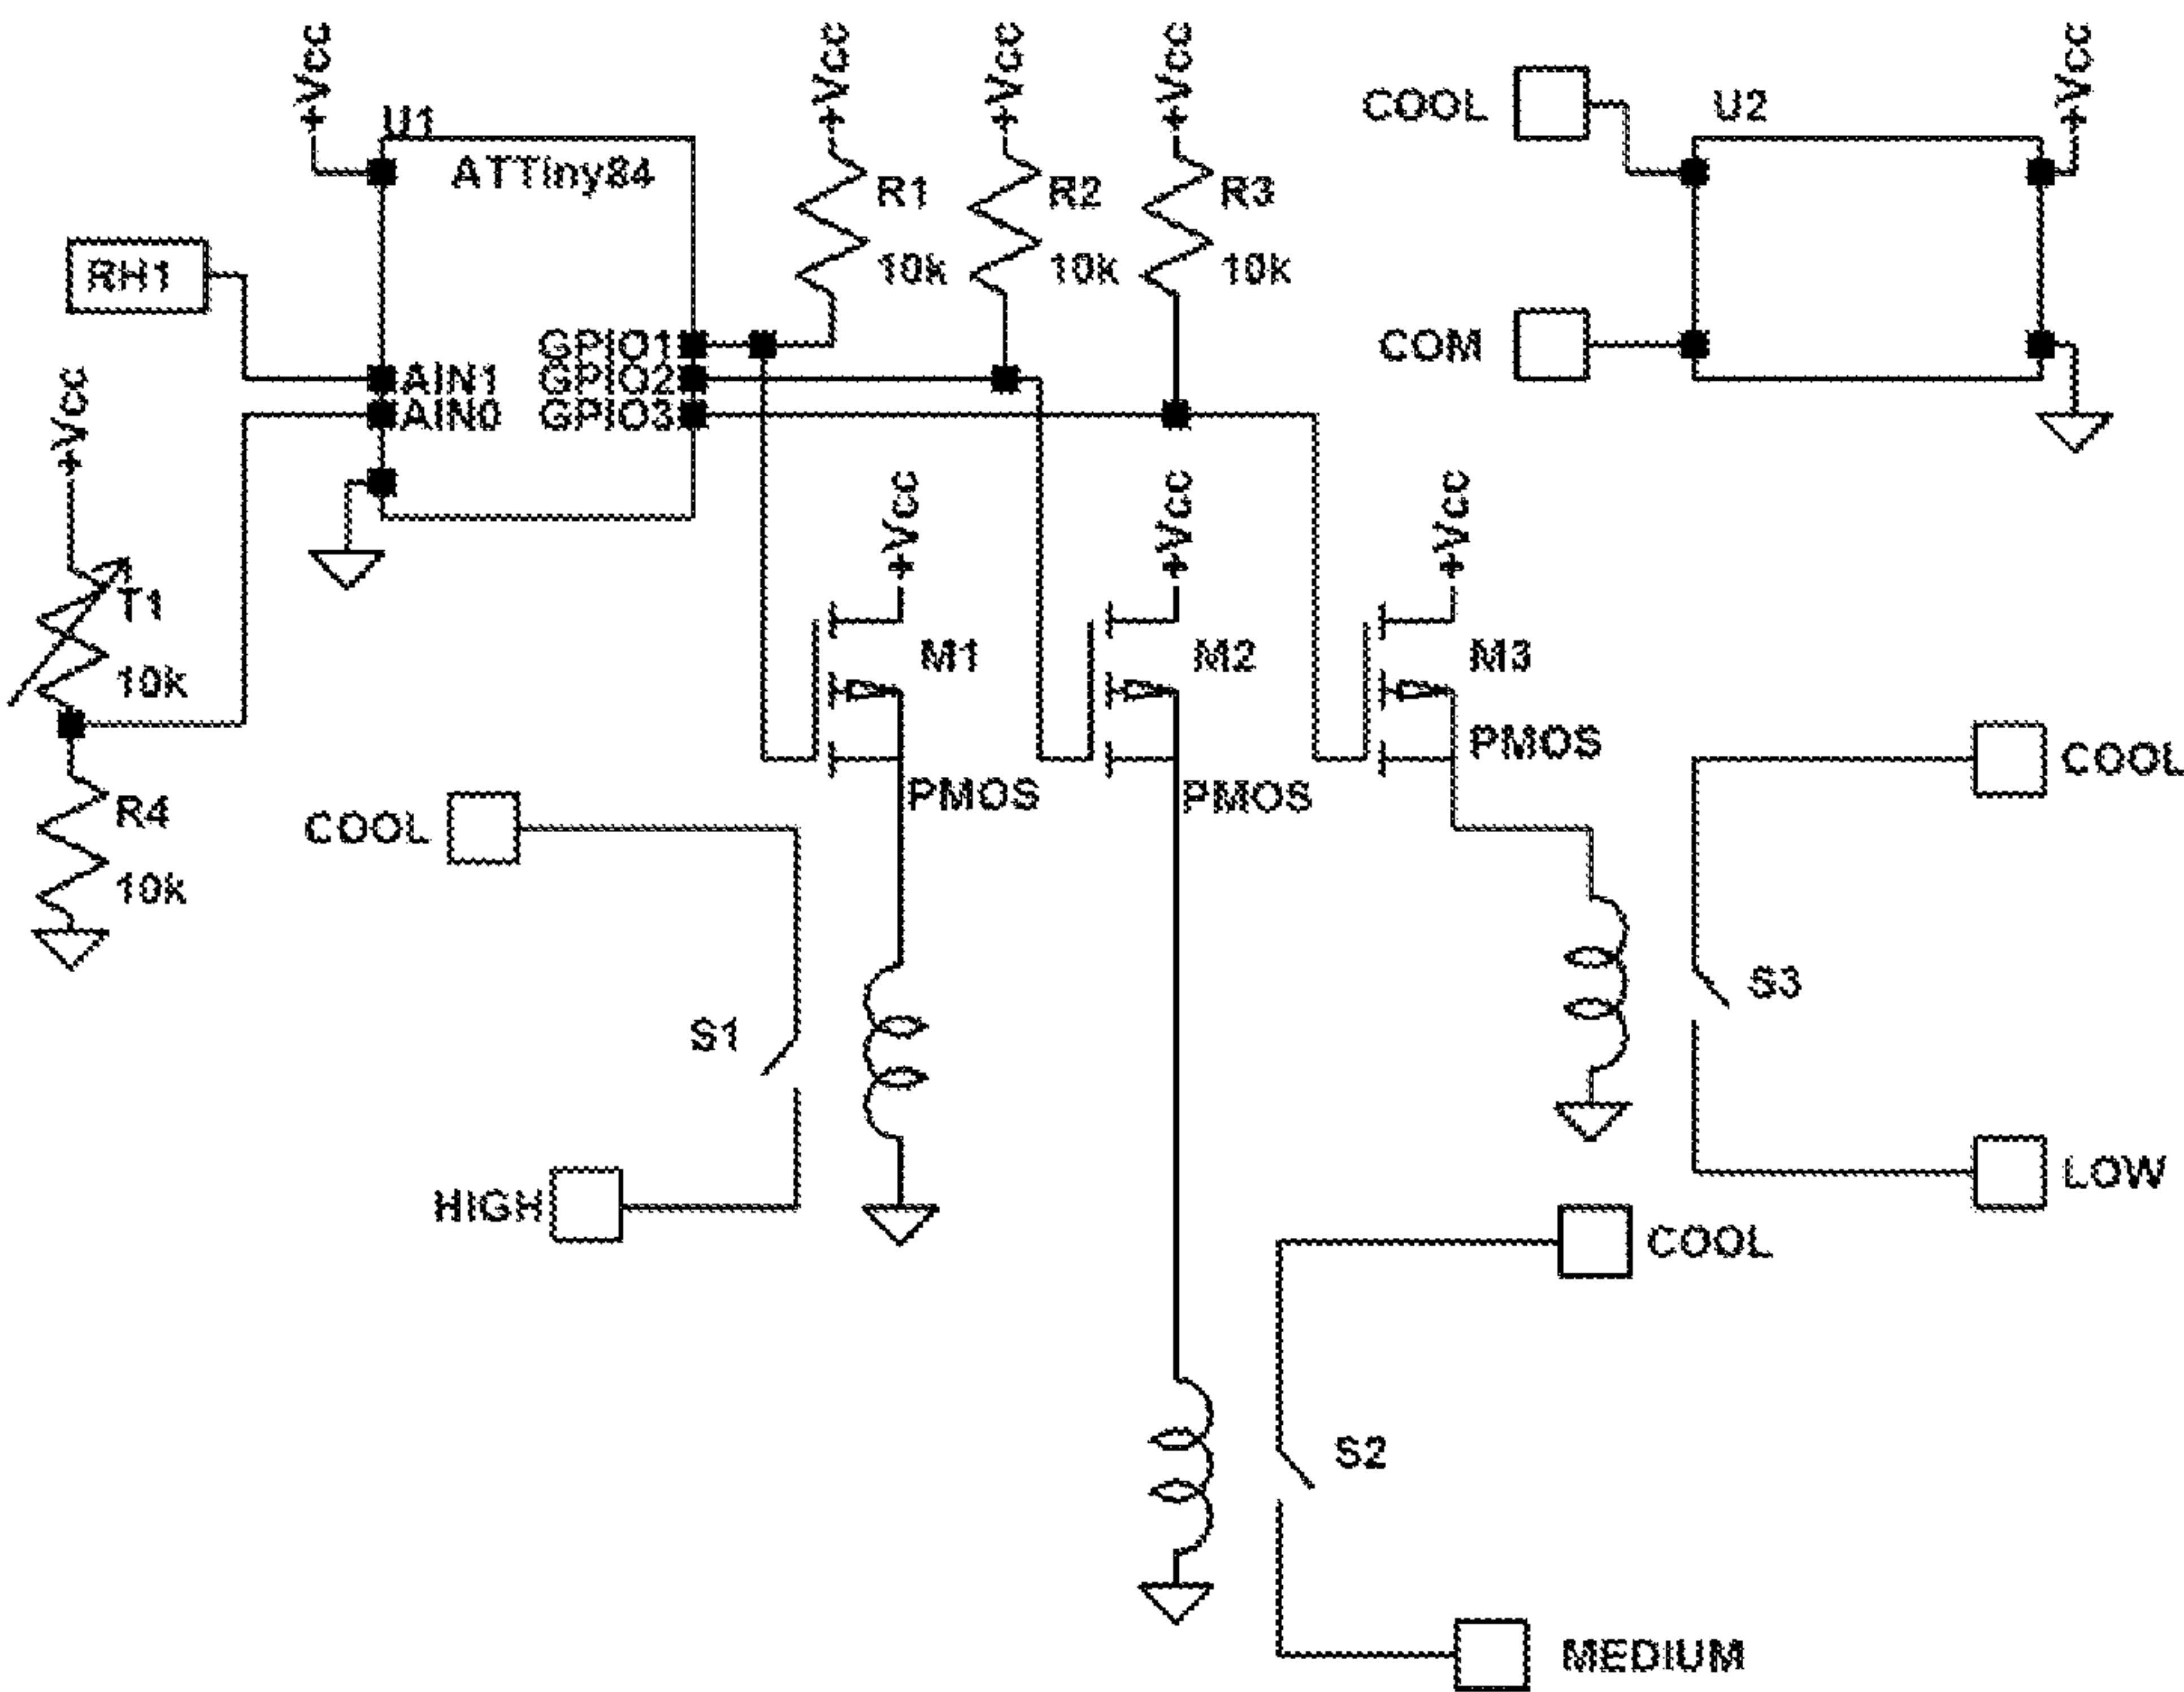 +Vcc
+Vcc
+Vcc
+Vcc
+Vcc
COOL
U2
U1
ATTiny84
R1
R2
R3
10k
10k
10k
RH1
GPIO1
COM
AIN1
GPIO2
AIN0
GPIO3
+Vcc
+Vcc
+Vcc
+Vcc
T1
10k
M1
M2
M3
PMOS
COOL
PMOS
PMOS
R4
COOL
10k
S3
S1
LOW
HIGH
COOL
S2
MEDIUM